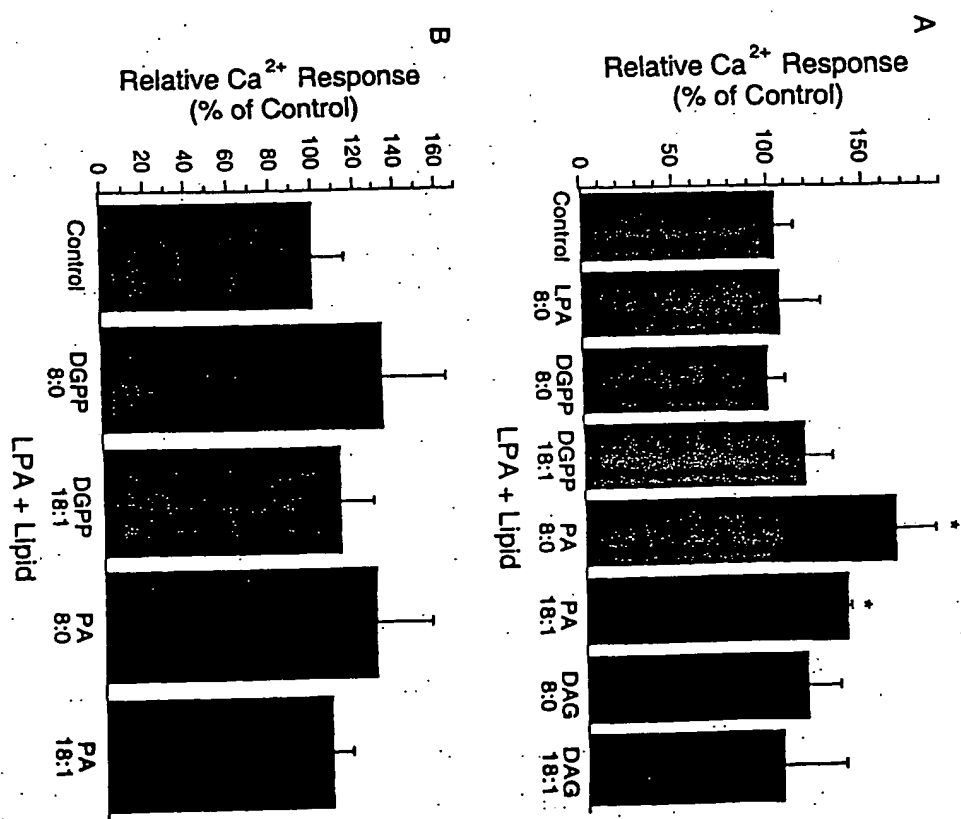 A
Relative Ca2+ Response
(% of Control)
150
100
50
0
Control
LPA
8:0
DGPP
8:0
DGPP
18:1
PA
8:0
PA
18:1
DAG
8:0
DAG
18:1
*
*
LPA + Lipid
B
Relative Ca2+ Response
(% of Control)
160
140
120
100
80
60
40
20
0
Control
DGPP
8:0
DGPP
18:1
PA
8:0
PA
18:1
LPA + Lipid